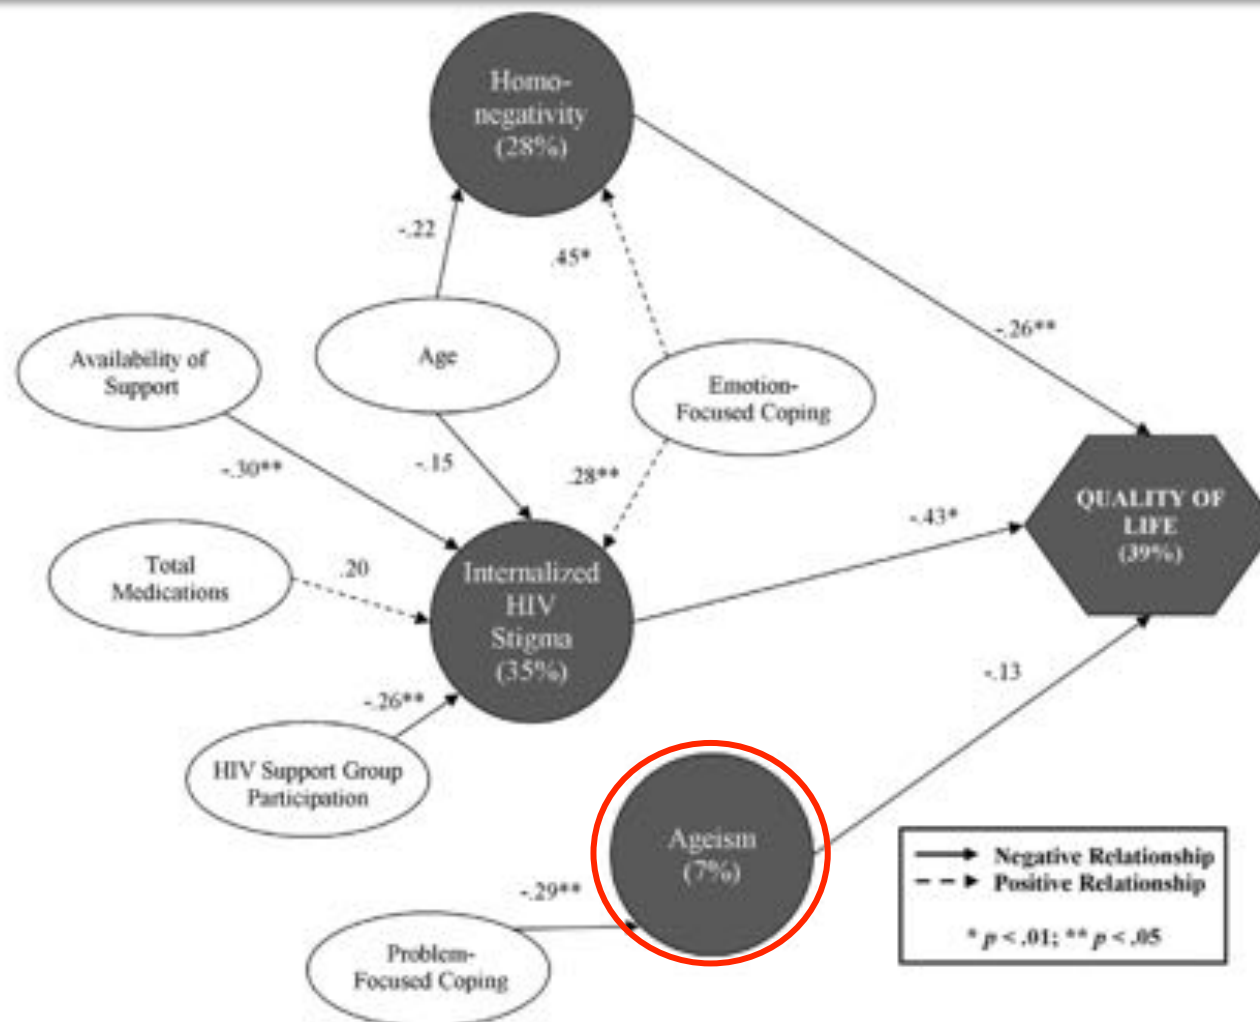 Homo-
negativity
(28%)
-.22
.45*
-.26**
Availability of
Support
Age
Emotion-
Focused Coping
-.30**
-.15
.28**
-.43*
QUALITY OF
LIFE
(39%)
Total
Medications
.20
Internalized
HIV
Stigma
(35%)
-.26**
-.13
HIV Support Group
Participation
Ageism
(7%)
-.29**
Problem-
Focused Coping
Negative Relationship
Positive Relationship
* p < .01; ** p < .05